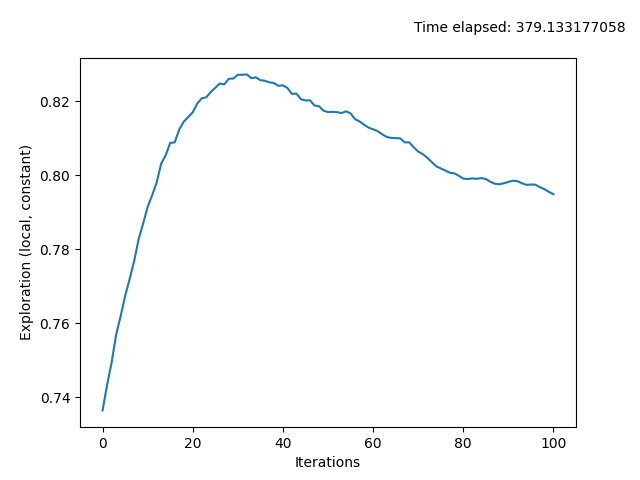 Time elapsed: 379.133177058
Exploration (local, constant)
0.82
0.80
0.78
0.76
0.74
0 20 40 60 80 100
Iterations